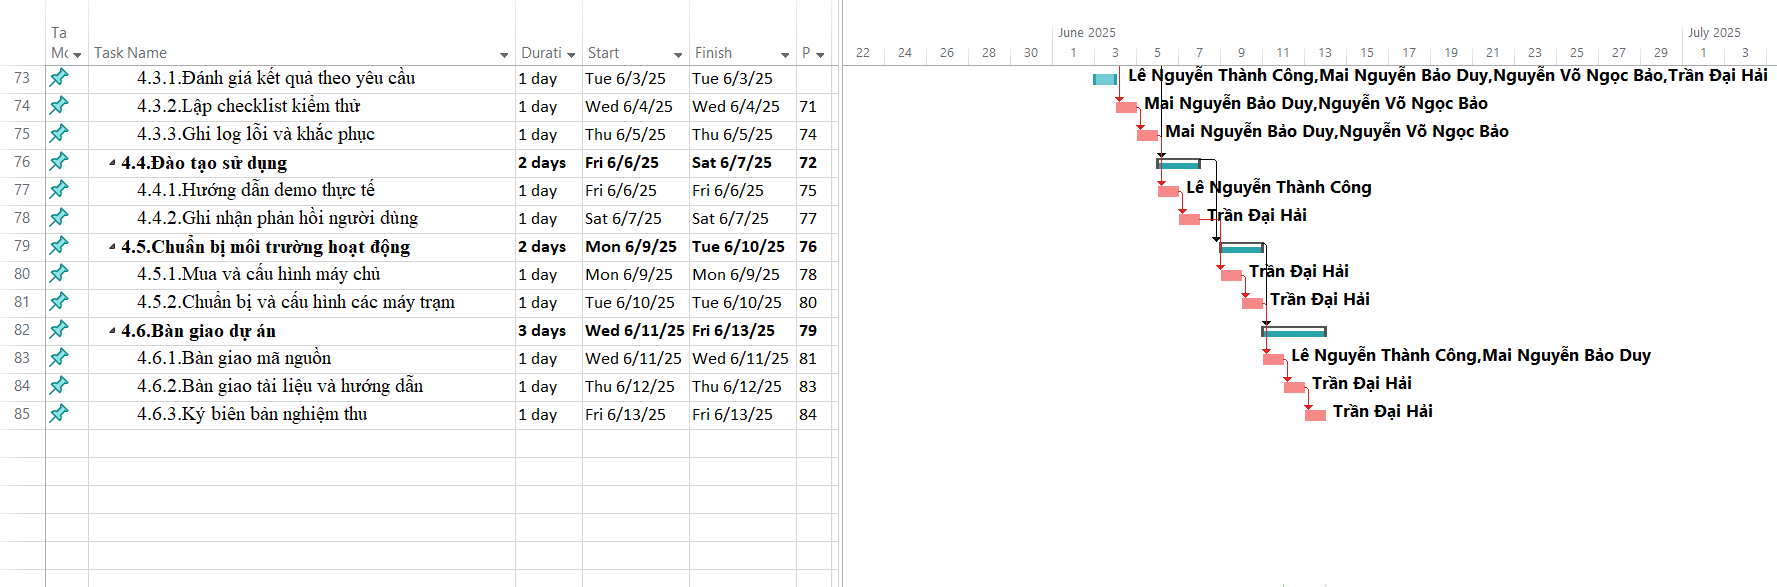 Ta
Mc Task Name Durati Start Finish P
June 2025 July 2025
22 24 26 28 30 1 3 5 7 9 11 13 15 17 19 21 23 25 27 29 1 3
73 4.3.1.Đánh giá kết quả theo yêu cầu 1 day Tue 6/3/25 Tue 6/3/25 Lê Nguyễn Thành Công,Mai Nguyễn Bảo Duy,Nguyễn Võ Ngọc Bảo,Trần Đại Hải
74 4.3.2.Lập checklist kiểm thử 1 day Wed 6/4/25 Wed 6/4/25 71 Mai Nguyễn Bảo Duy,Nguyễn Võ Ngọc Bảo
75 4.3.3.Ghi log lỗi và khắc phục 1 day Thu 6/5/25 Thu 6/5/25 74 Mai Nguyễn Bảo Duy,Nguyễn Võ Ngọc Bảo
76 4.4.Đào tạo sử dụng 2 days Fri 6/6/25 Sat 6/7/25 72
77 4.4.1.Hướng dẫn demo thực tế 1 day Fri 6/6/25 Fri 6/6/25 75 Lê Nguyễn Thành Công
78 4.4.2.Ghi nhận phản hồi người dùng 1 day Sat 6/7/25 Sat 6/7/25 77 Trần Đại Hải
79 4.5.Chuẩn bị môi trường hoạt động 2 days Mon 6/9/25 Tue 6/10/25 76
80 4.5.1.Mua và cấu hình máy chủ 1 day Mon 6/9/25 Mon 6/9/25 78 Trần Đại Hải
81 4.5.2.Chuẩn bị và cấu hình các máy trạm 1 day Tue 6/10/25 Tue 6/10/25 80 Trần Đại Hải
82 4.6.Bàn giao dự án 3 days Wed 6/11/25 Fri 6/13/25 79
83 4.6.1.Bàn giao mã nguồn 1 day Wed 6/11/25 Wed 6/11/25 81 Lê Nguyễn Thành Công,Mai Nguyễn Bảo Duy
84 4.6.2.Bàn giao tài liệu và hướng dẫn 1 day Thu 6/12/25 Thu 6/12/25 83 Trần Đại Hải
85 4.6.3.Ký biên bản nghiệm thu 1 day Fri 6/13/25 Fri 6/13/25 84 Trần Đại Hải